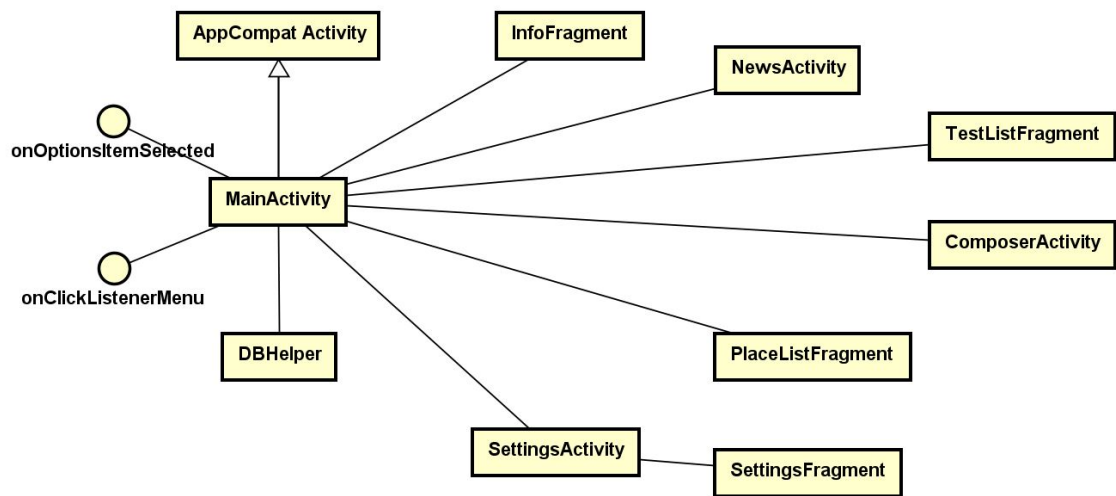 AppCompat Activity
InfoFragment
NewsActivity
onOptionsItemSelected
TestListFragment
MainActivity
ComposerActivity
onClickListenerMenu
DBHelper
PlaceListFragment
SettingsActivity
SettingsFragment